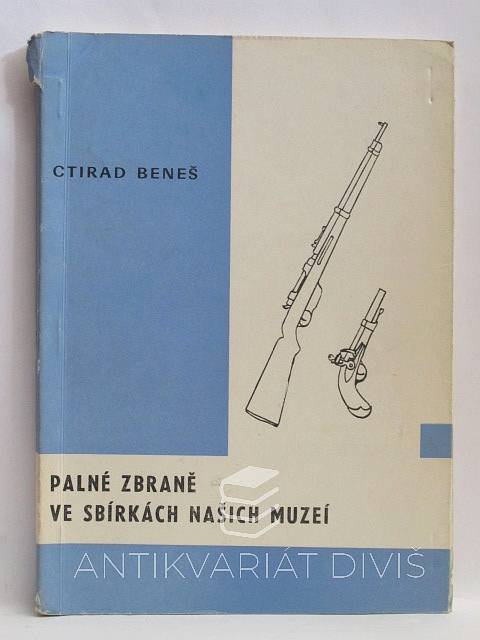 CTIRAD BENEŠ
PALNÉ ZBRANĚ
VE SBÍRKÁCH NAŠICH MUZEÍ
ANTIKVARIÁT DIVIŠ